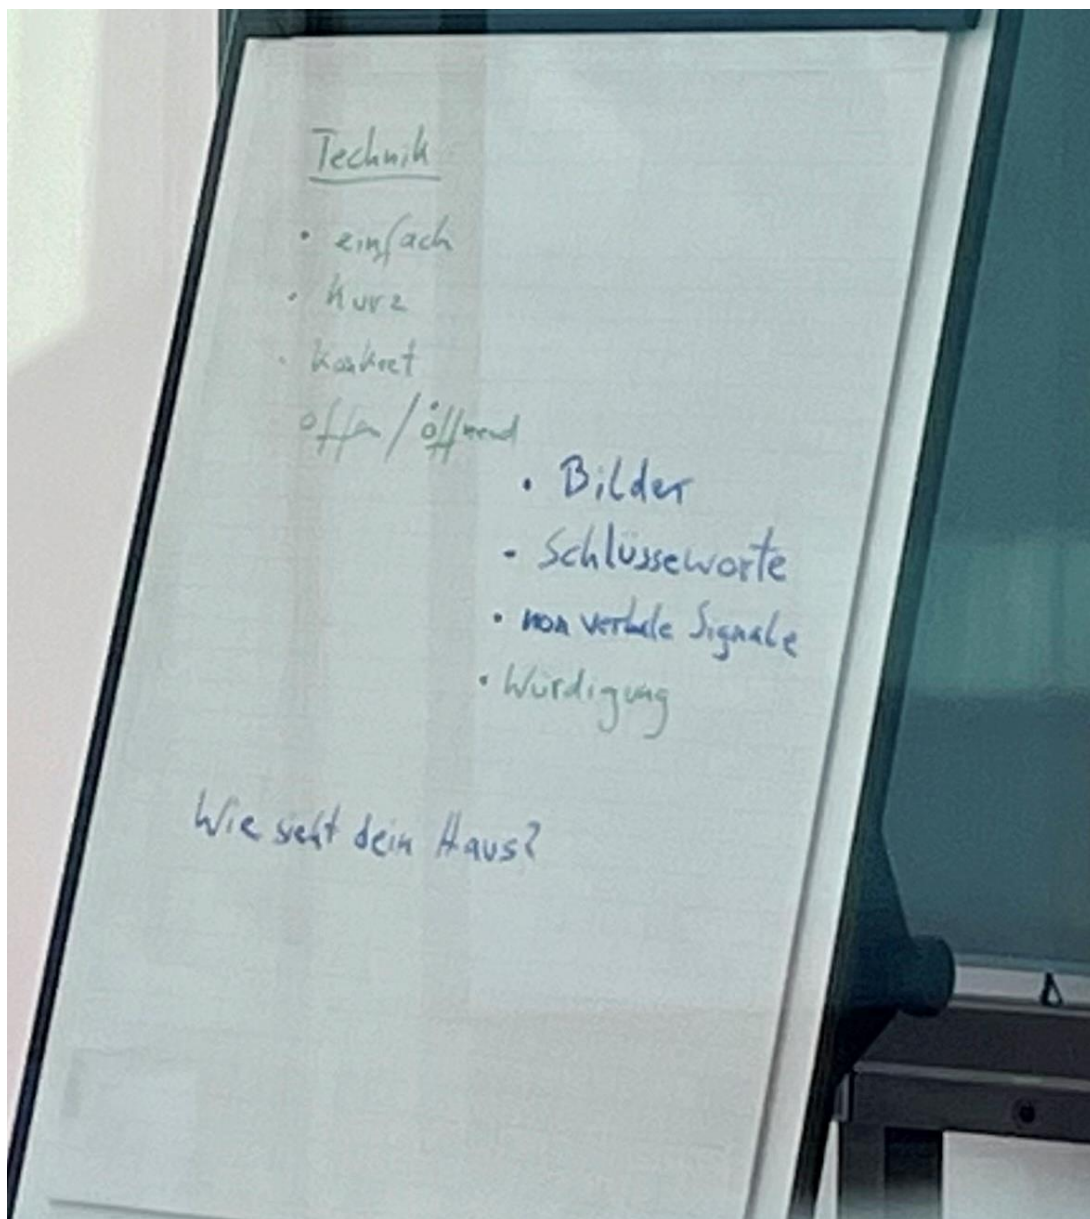 Technik
• einfach
• kurz
• konkret
offen / öffnend
• Bilder
- Schlüsseworte
• non verbale Signale
• Würdigung
Wie sieht dein Haus?